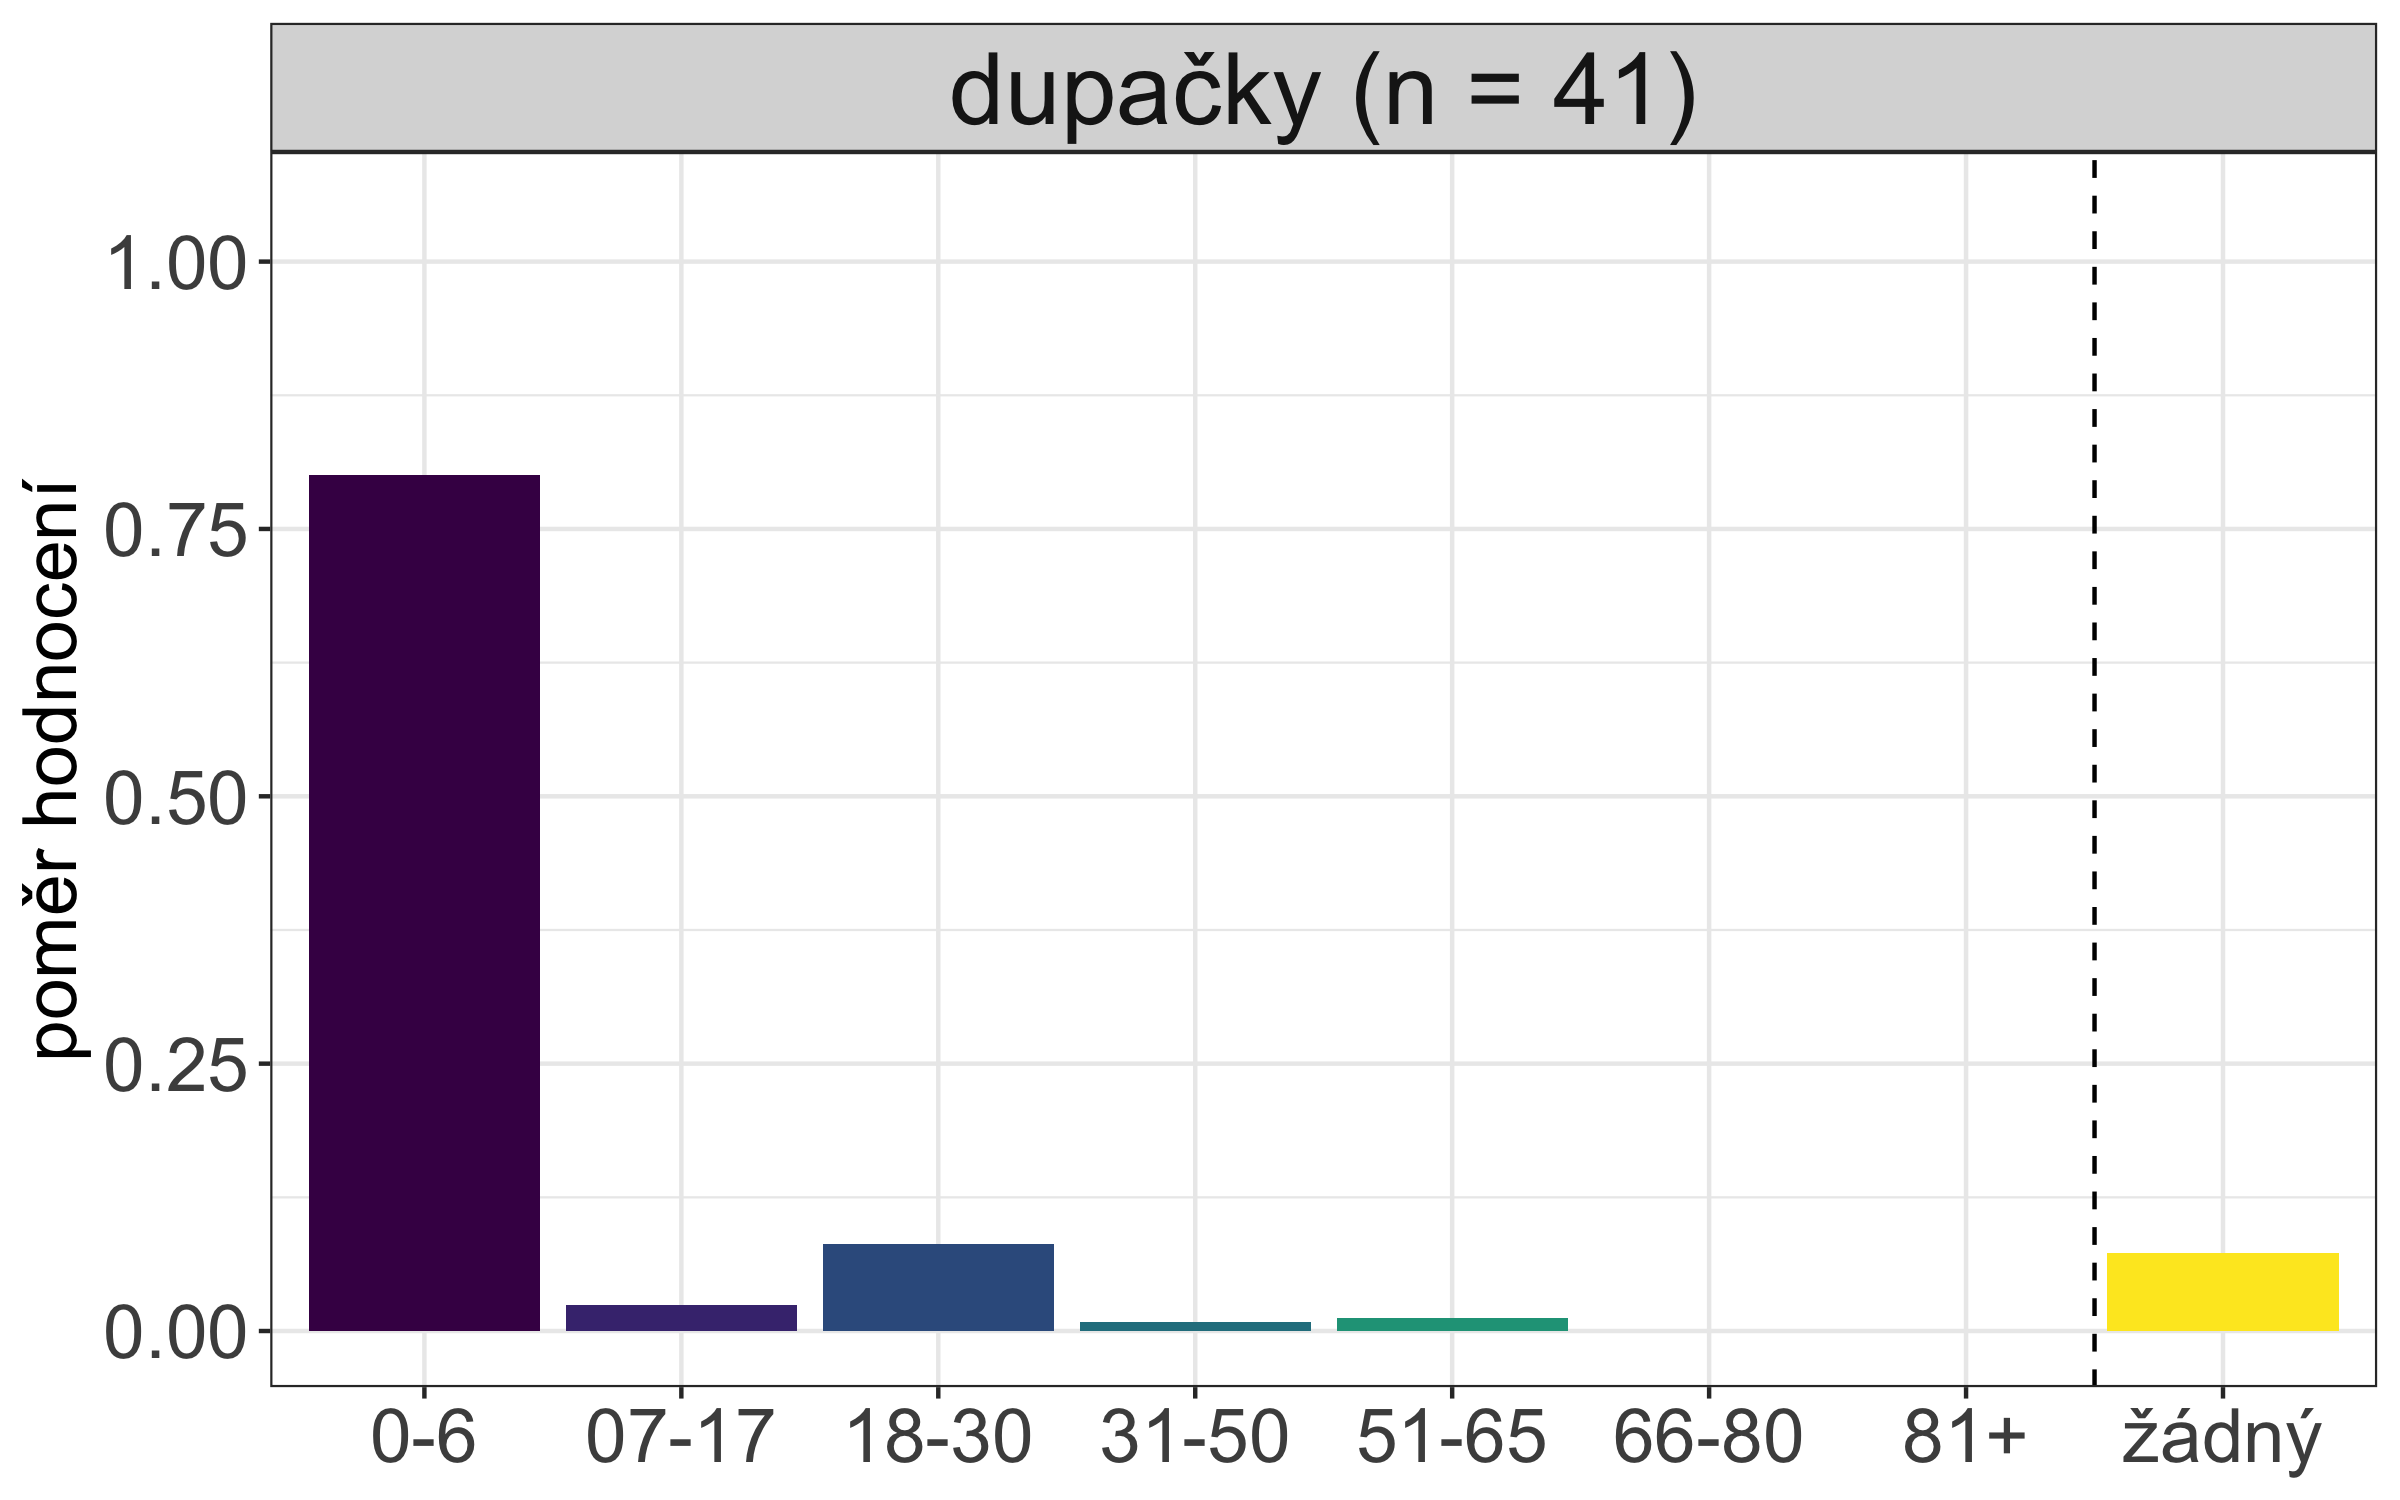 dupačky (n = 41)
poměr hodnocení
1.00
0.75
0.50
0.25
0.00
0-6 07-17 18-30 31-50 51-65 66-80 81+ žádný